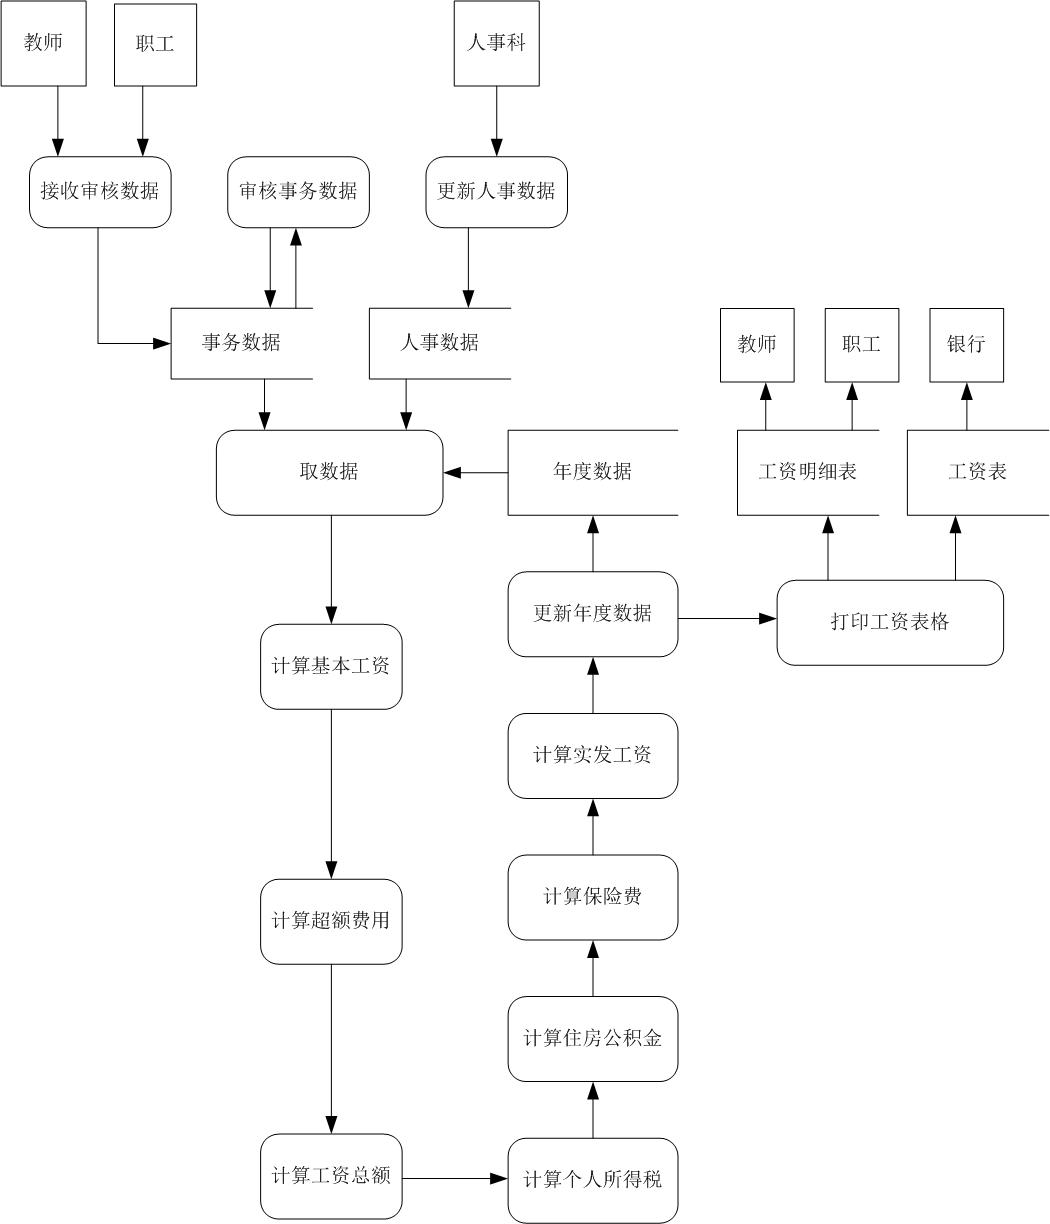 教师
职工
人事科
接收审核数据
审核事务数据
更新人事数据
事务数据
人事数据
教师
职工
银行
取数据
年度数据
工资明细表
工资表
更新年度数据
打印工资表格
计算基本工资
计算实发工资
计算保险费
计算超额费用
计算住房公积金
计算工资总额
计算个人所得税